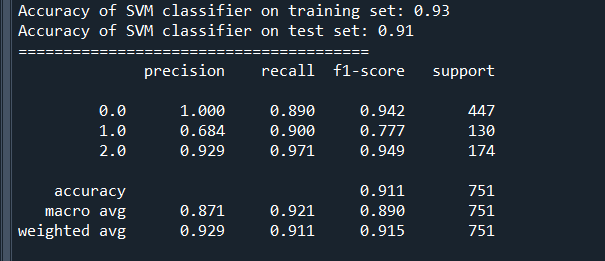 Accuracy of SVM classifier on training set: 0.93
Accuracy of SVM classifier on test set: 0.91
=======================================
precision recall f1-score support
0.0 1.000 0.890 0.942 447
1.0 0.684 0.900 0.777 130
2.0 0.929 0.971 0.949 174
accuracy 0.911 751
macro avg 0.871 0.921 0.890 751
weighted avg 0.929 0.911 0.915 751